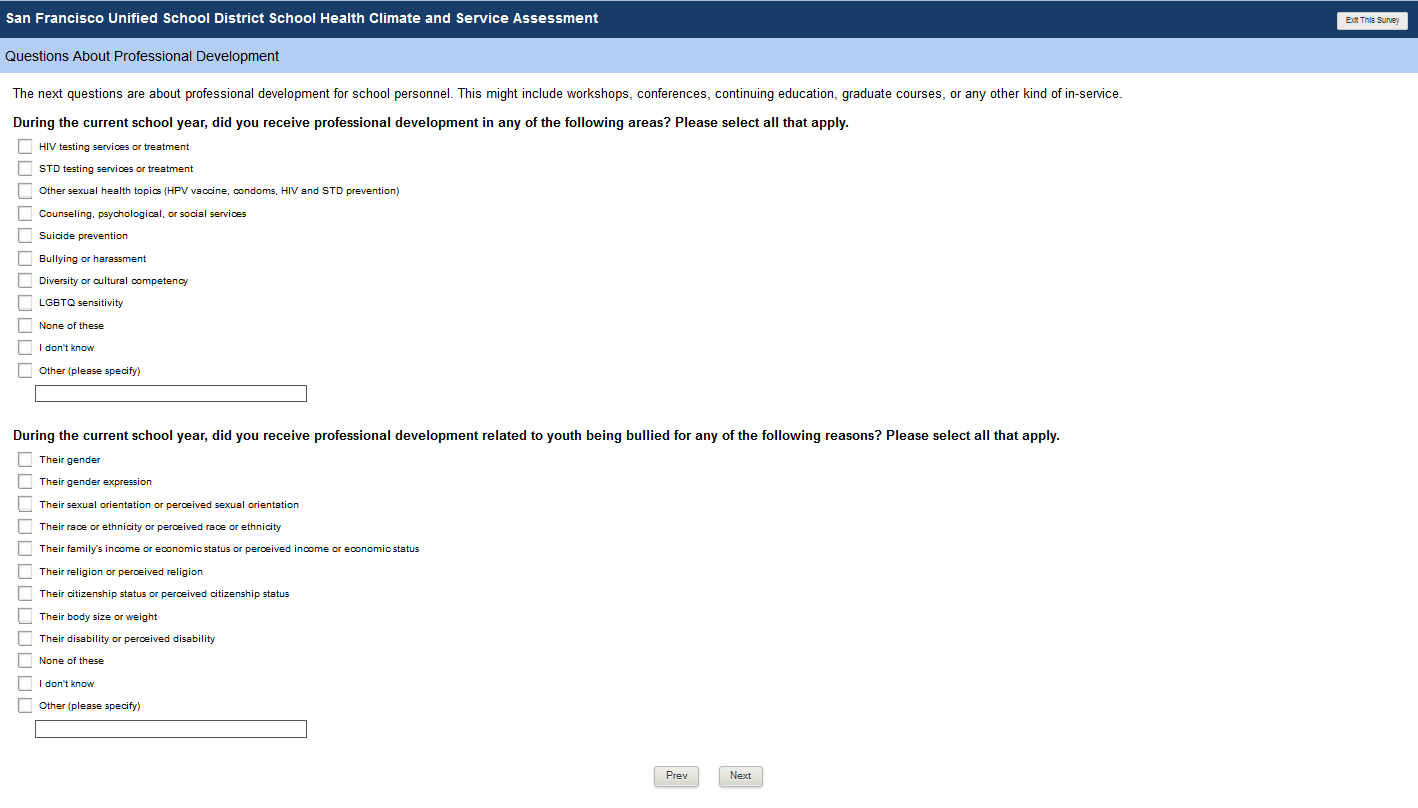 San Francisco Unified School District School Health Climate and Service Assessment
Exit This Survey
Questions About Professional Development
The next questions are about professional development for school personnel. This might include workshops, conferences, continuing education, graduate courses, or any other kind of in-service.
During the current school year, did you receive professional development in any of the following areas? Please select all that apply.
HIV testing services or treatment
STD testing services or treatment
Other sexual health topics (HPV vaccine, condoms, HIV and STD prevention)
Counseling, psychological, or social services
Suicide prevention
Bullying or harassment
Diversity or cultural competency
LGBTQ sensitivity
None of these
I don't know
Other (please specify)
During the current school year, did you receive professional development related to youth being bullied for any of the following reasons? Please select all that apply.
Their gender
Their gender expression
Their sexual orientation or perceived sexual orientation
Their race or ethnicity or perceived race or ethnicity
Their family's income or economic status or perceived income or economic status
Their religion or perceived religion
Their citizenship status or perceived citizenship status
Their body size or weight
Their disability or perceived disability
None of these
I don't know
Other (please specify)
Prev
Next